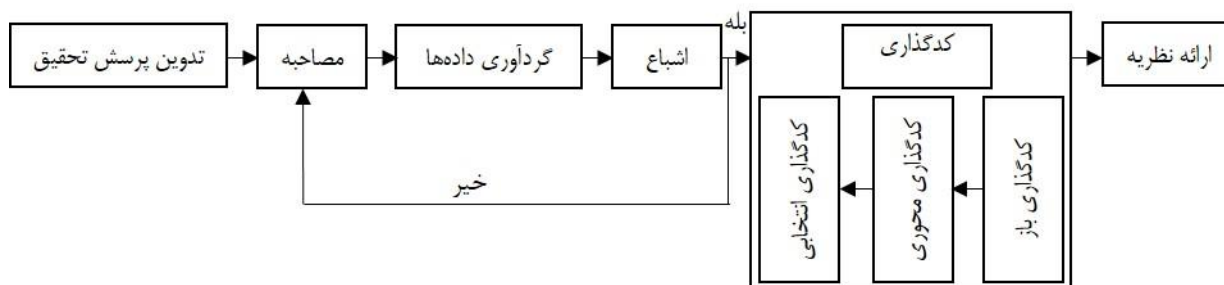 تدوین پرسش تحقیق
مصاحبه
گردآوری داده‌ها
اشباع
بله
خیر
کدگذاری
کدگذاری باز
کدگذاری محوری
کدگذاری انتخابی
ارائه نظریه